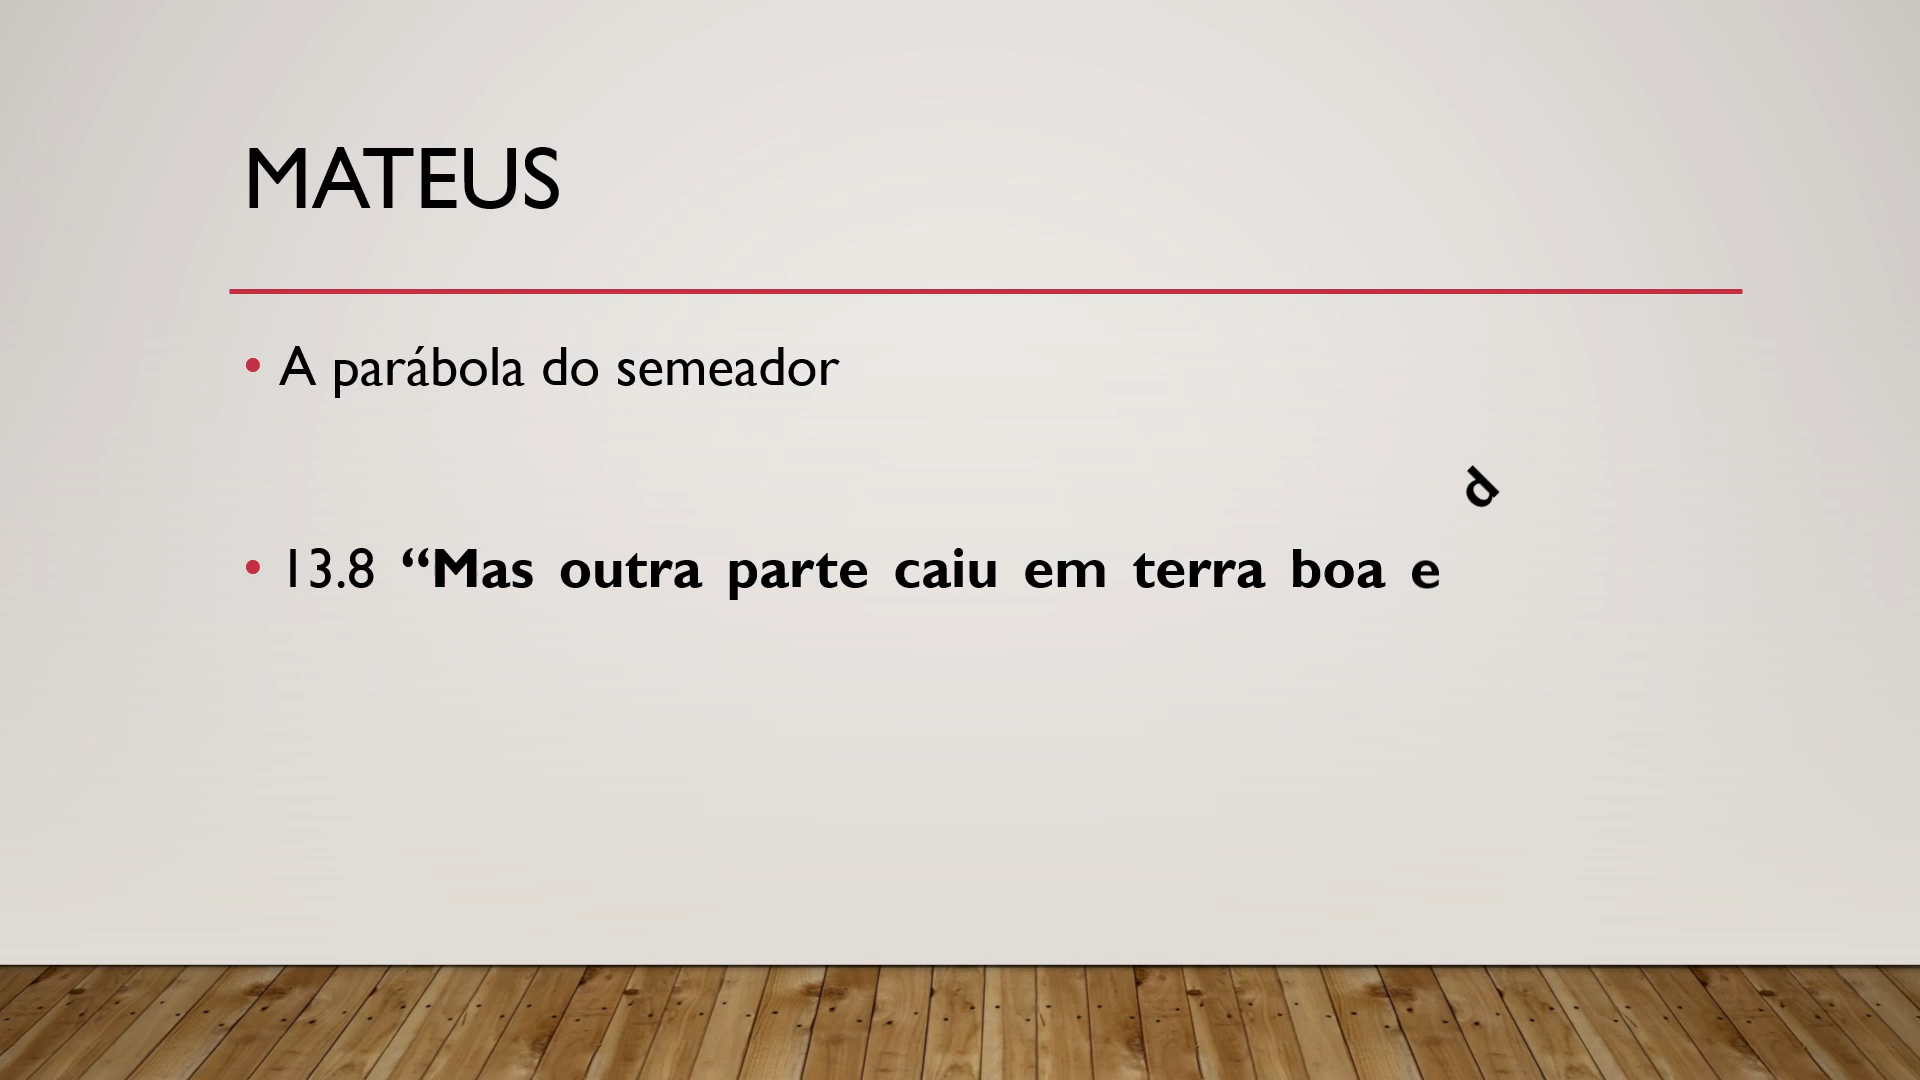 MATEUS
• A parábola do semeador
• 13.8 “Mas outra parte caiu em terra boa e d